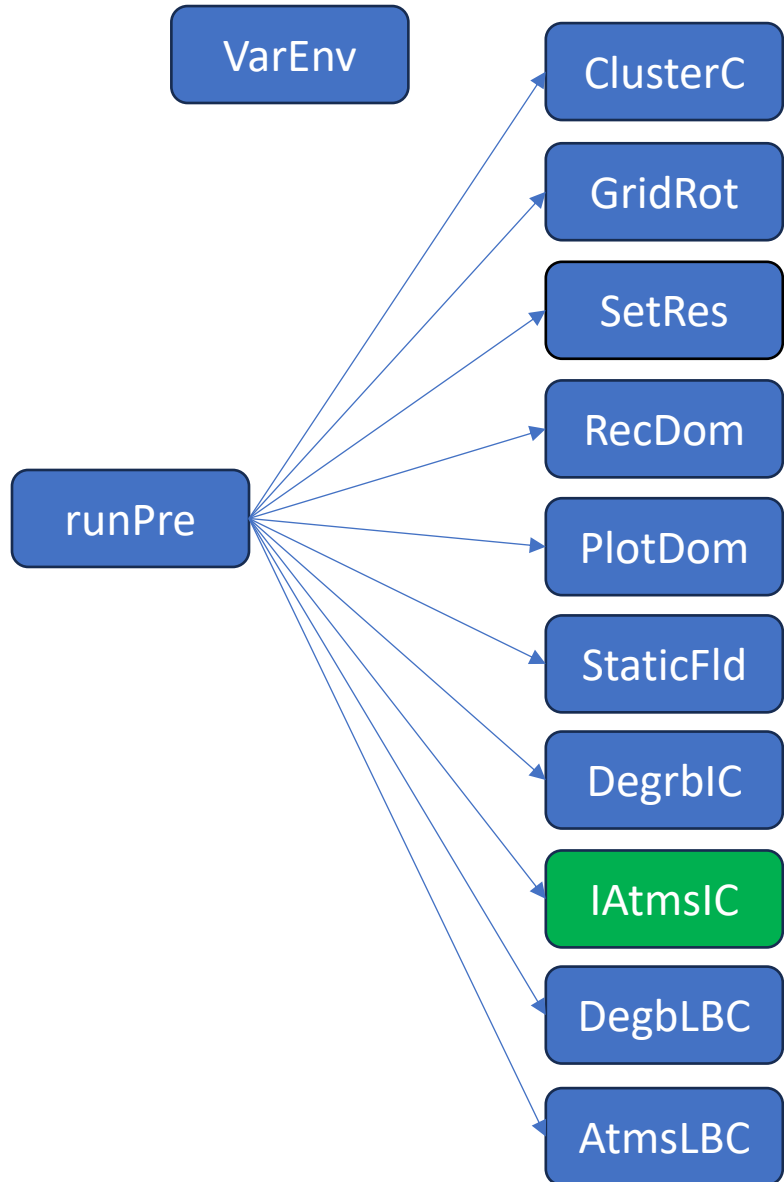 VarEnv
ClusterC
GridRot
SetRes
RecDom
runPre
PlotDom
StaticFld
DegrbIC
IAtmsIC
DegbLBC
AtmsLBC